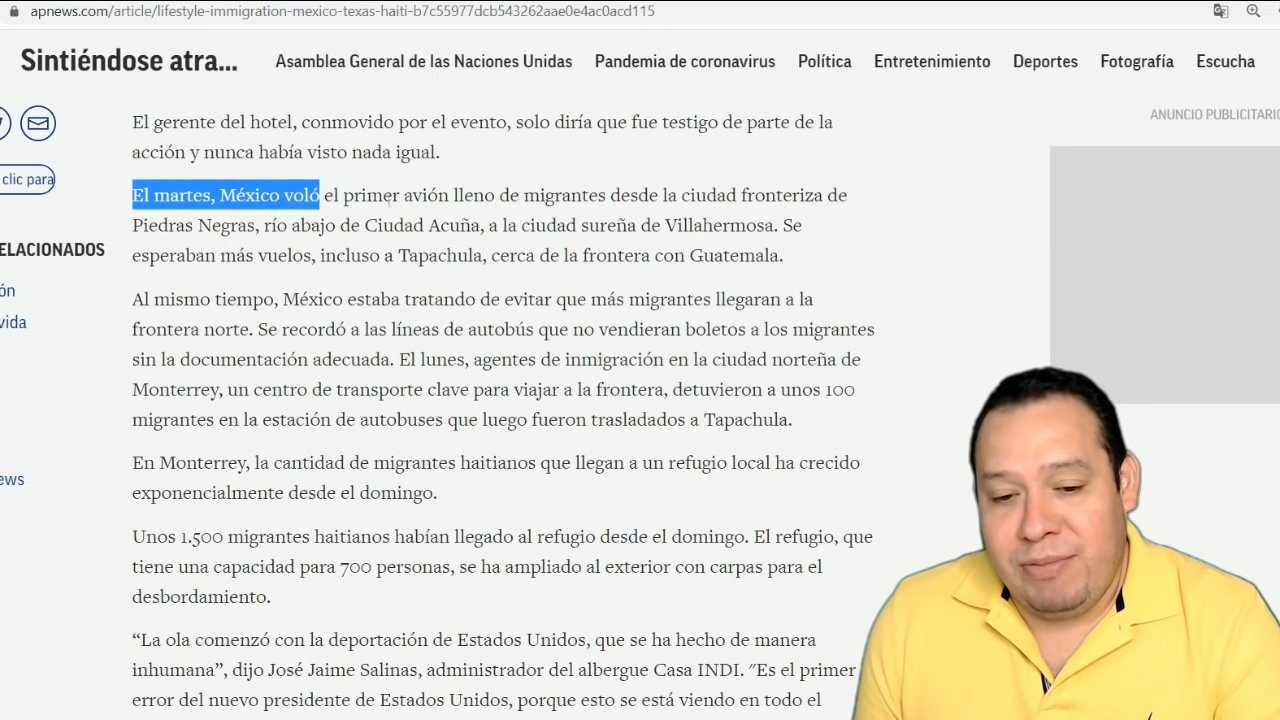 apnews.com/article/lifestyle-immigration-mexico-texas-haiti-b7c55977dcb543262aae0e4ac0acd115
Sintiéndose atra...
Asamblea General de las Naciones Unidas
Pandemia de coronavirus
Política
Entretenimiento
Deportes
Fotografía
Escucha
clic para
ELACIONADOS
ón
vida
ews
El gerente del hotel, conmovido por el evento, solo diría que fue testigo de parte de la
acción y nunca había visto nada igual.
El martes, México voló el primer avión lleno de migrantes desde la ciudad fronteriza de
Piedras Negras, río abajo de Ciudad Acuña, a la ciudad sureña de Villahermosa. Se
esperaban más vuelos, incluso a Tapachula, cerca de la frontera con Guatemala.
Al mismo tiempo, México estaba tratando de evitar que más migrantes llegaran a la
frontera norte. Se recordó a las líneas de autobús que no vendieran boletos a los migrantes
sin la documentación adecuada. El lunes, agentes de inmigración en la ciudad norteña de
Monterrey, un centro de transporte clave para viajar a la frontera, detuvieron a unos 100
migrantes en la estación de autobuses que luego fueron trasladados a Tapachula.
En Monterrey, la cantidad de migrantes haitianos que llegan a un refugio local ha crecido
exponencialmente desde el domingo.
Unos 1.500 migrantes haitianos habían llegado al refugio desde el domingo. El refugio, que
tiene una capacidad para 700 personas, se ha ampliado al exterior con carpas para el
desbordamiento.
“La ola comenzó con la deportación de Estados Unidos, que se ha hecho de manera
inhumana”, dijo José Jaime Salinas, administrador del albergue Casa INDI. "Es el primer
error del nuevo presidente de Estados Unidos, porque esto se está viendo en todo el
ANUNCIO PUBLICITARIO